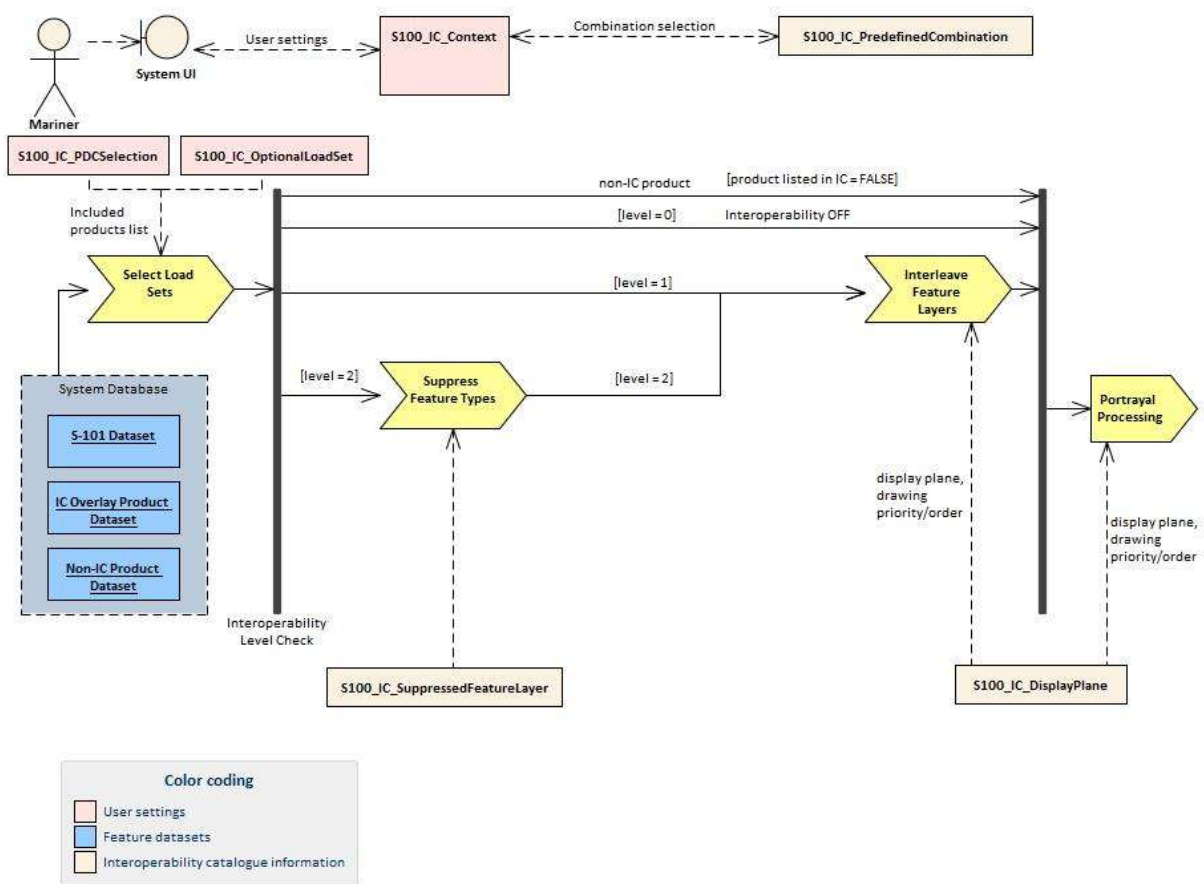 User settings
Combination selection
S100_IC_Context
S100_IC_PredefinedCombination
System UI
Mariner
S100_IC_PDCSelection
S100_IC_OptionalLoadSet
non-IC product
[product listed in IC = FALSE]
Included
products list
[level = 0]
Interoperability OFF
Select Load
Sets
[level = 1]
Interleave
Feature
Layers
[level = 2]
Suppress
Feature Types
[level = 2]
System Database
S-101 Dataset
IC Overlay Product
Dataset
Non-IC Product
Dataset
Portrayal
Processing
display plane,
drawing
priority/order
display plane,
drawing
priority/order
Interoperability
Level Check
S100_IC_SuppressedFeatureLayer
S100_IC_DisplayPlane
Color coding
User settings
Feature datasets
Interoperability catalogue information